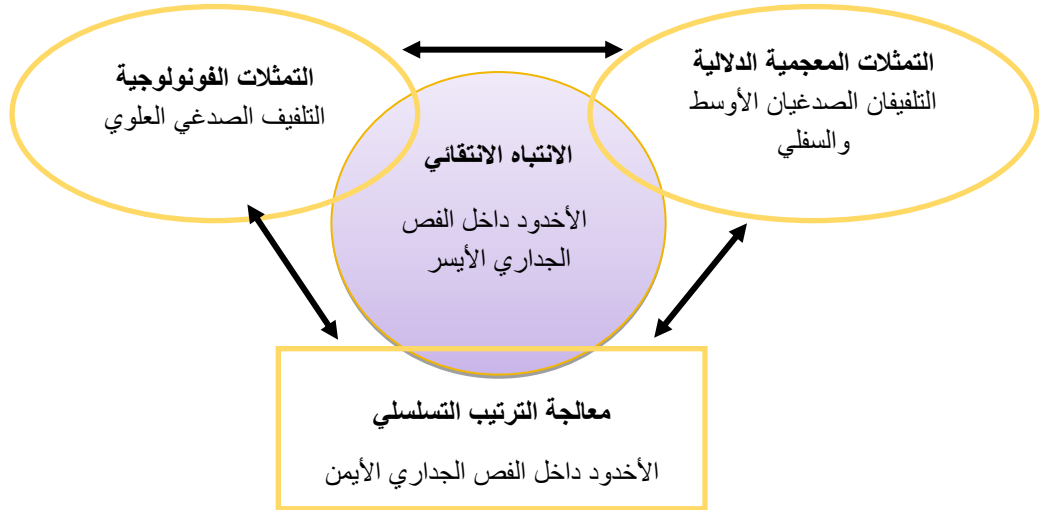 التمثلات الفونولوجية
التلفيف الصدغي العلوي
التمثلات المعجمية الدلالية
التلفيفان الصدغيان الأوسط
والسفلي
الانتباه الانتقائي
الأخدود داخل الفص
الجداري الأيسر
معالجة الترتيب التسلسلي
الأخدود داخل الفص الجداري الأيمن